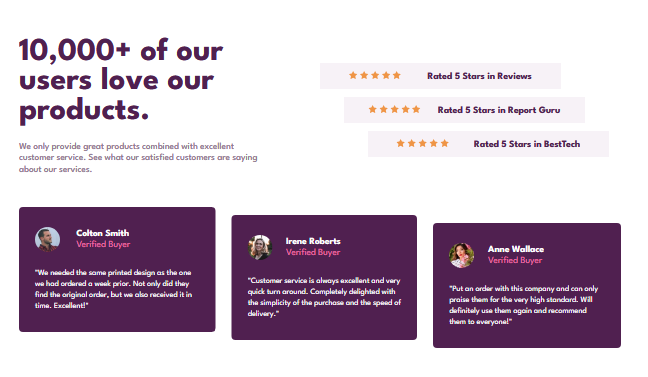 10,000+ of our
users love our
products.
We only provide great products combined with excellent
customer service. See what our satisfied customers are saying
about our services.
Rated 5 Stars in Reviews
Rated 5 Stars in Report Guru
Rated 5 Stars in BestTech
Colton Smith
Verified Buyer
"We needed the same printed design as the one
we had ordered a week prior. Not only did they
find the original order, but we also received it in
time. Excellent!"
Irene Roberts
Verified Buyer
"Customer service is always excellent and very
quick turn around. Completely delighted with
the simplicity of the purchase and the speed of
delivery."
Anne Wallace
Verified Buyer
"Put an order with this company and can only
praise them for the very high standard. Will
definitely use them again and recommend
them to everyone!"